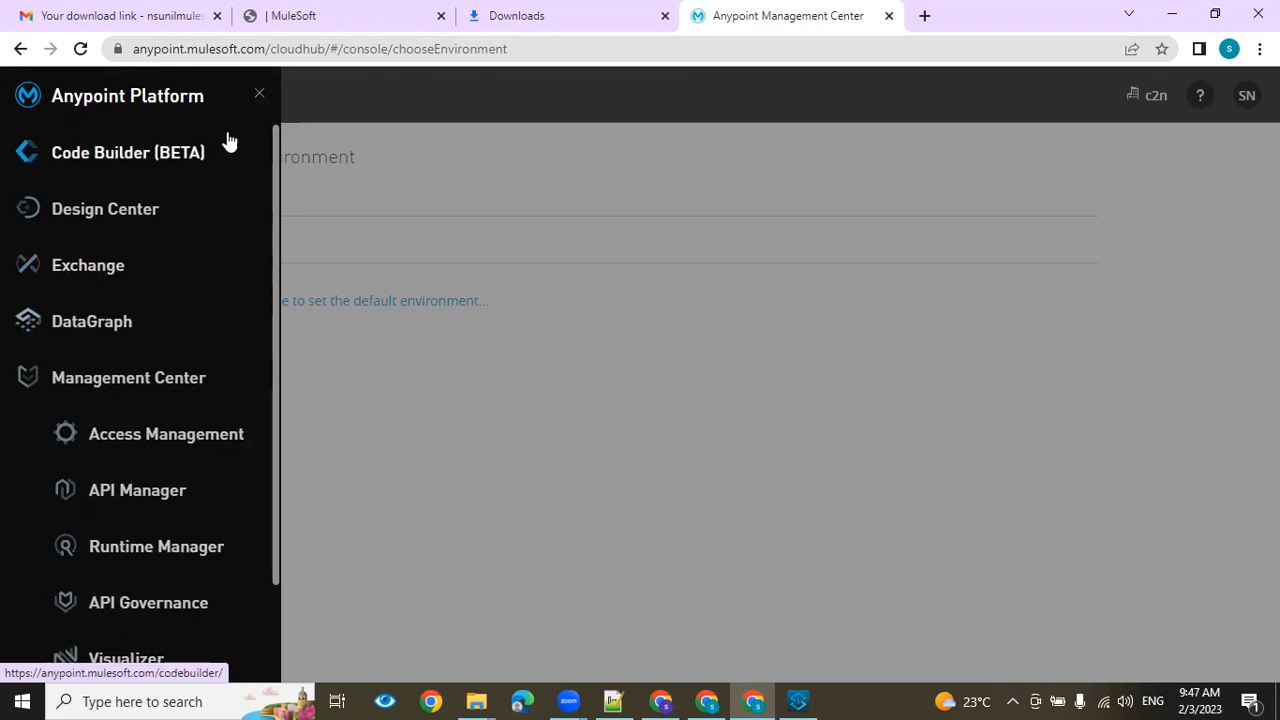 Your download link - nsunilmules
MuleSoft
Downloads
Anypoint Management Center
anypoint.mulesoft.com/cloudhub/#/console/chooseEnvironment
S
Anypoint Platform
c2n
?
SN
Code Builder (BETA)
ironment
Design Center
Exchange
e to set the default environment...
DataGraph
Management Center
Access Management
API Manager
Runtime Manager
API Governance
Visualizer
https://anypoint.mulesoft.com/codebuilder/
Type here to search
zoom
23°C
ENG
9:47 AM
2/3/2023
1